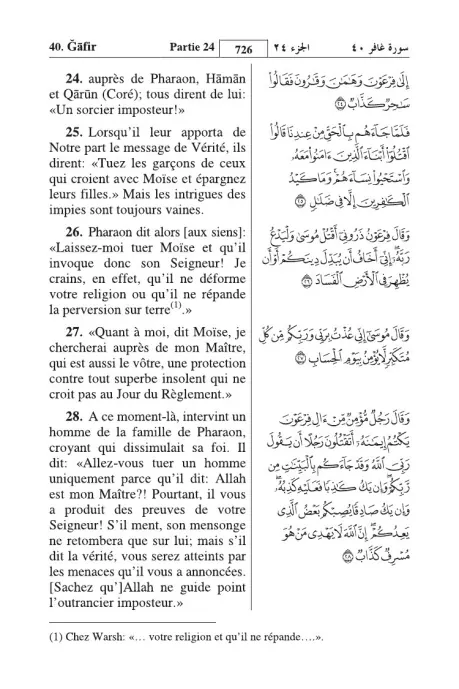 40. Ğāfir Partie 24 726 الجزء ٢٤ سورة غافر ٤٠
24. auprès de Pharaon, Hāmān
et Qārūn (Coré); tous dirent de lui:
«Un sorcier imposteur!»
25. Lorsqu'il leur apporta de
Notre part le message de Vérité, ils
dirent: «Tuez les garçons de ceux
qui croient avec Moïse et épargnez
leurs filles.» Mais les intrigues des
impies sont toujours vaines.
26. Pharaon dit alors [aux siens]:
«Laissez-moi tuer Moïse et qu'il
invoque donc son Seigneur! Je
crains, en effet, qu'il ne déforme
votre religion ou qu'il ne répande
la perversion sur terre(1).»
27. «Quant à moi, dit Moïse, je
chercherai auprès de mon Maître,
qui est aussi le vôtre, une protection
contre tout superbe insolent qui ne
croit pas au Jour du Règlement.»
28. A ce moment-là, intervint un
homme de la famille de Pharaon,
croyant qui dissimulait sa foi. Il
dit: «Allez-vous tuer un homme
uniquement parce qu'il dit: Allah
est mon Maître?! Pourtant, il vous
a produit des preuves de votre
Seigneur! S'il ment, son mensonge
ne retombera que sur lui; mais s'il
dit la vérité, vous serez atteints par
les menaces qu'il vous a annoncées.
[Sachez qu']Allah ne guide point
l'outrancier imposteur.»
إِلَىٰ فِرْعَوْنَ وَهَٰمَٰنَ وَقَٰرُونَ فَقَالُوا۟
سَٰحِرٌ كَذَّابٌ ٢٤
فَلَمَّا جَآءَهُم بِٱلْحَقِّ مِنْ عِندِنَا قَالُوا۟
ٱقْتُلُوٓا۟ أَبْنَآءَ ٱلَّذِينَ ءَامَنُوا۟ مَعَهُۥ
وَٱسْتَحْيُوا۟ نِسَآءَهُمْ وَمَا كَيْدُ
ٱلْكَٰفِرِينَ إِلَّا فِى ضَلَٰلٍ ٢٥
وَقَالَ فِرْعَوْنُ ذَرُونِىٓ أَقْتُلْ مُوسَىٰ وَلْيَدْعُ
رَبَّهُۥٓ إِنِّىٓ أَخَافُ أَن يُبَدِّلَ دِينَكُمْ أَوْ أَن
يُظْهِرَ فِى ٱلْأَرْضِ ٱلْفَسَادَ ٢٦
وَقَالَ مُوسَىٰٓ إِنِّى عُذْتُ بِرَبِّى وَرَبِّكُم مِّن كُلِّ
مُتَكَبِّرٍ لَّا يُؤْمِنُ بِيَوْمِ ٱلْحِسَابِ ٢٧
وَقَالَ رَجُلٌ مُّؤْمِنٌ مِّنْ ءَالِ فِرْعَوْنَ
يَكْتُمُ إِيمَٰنَهُۥٓ أَتَقْتُلُونَ رَجُلًا أَن يَقُولَ
رَبِّىَ ٱللَّهُ وَقَدْ جَآءَكُم بِٱلْبَيِّنَٰتِ مِن
رَّبِّكُمْ وَإِن يَكُ كَٰذِبًا فَعَلَيْهِ كَذِبُهُۥ
وَإِن يَكُ صَادِقًا يُصِبْكُم بَعْضُ ٱلَّذِى
يَعِدُكُمْ إِنَّ ٱللَّهَ لَا يَهْدِى مَنْ هُوَ
مُسْرِفٌ كَذَّابٌ ٢٨
(1) Chez Warsh: «… votre religion et qu'il ne répande….».